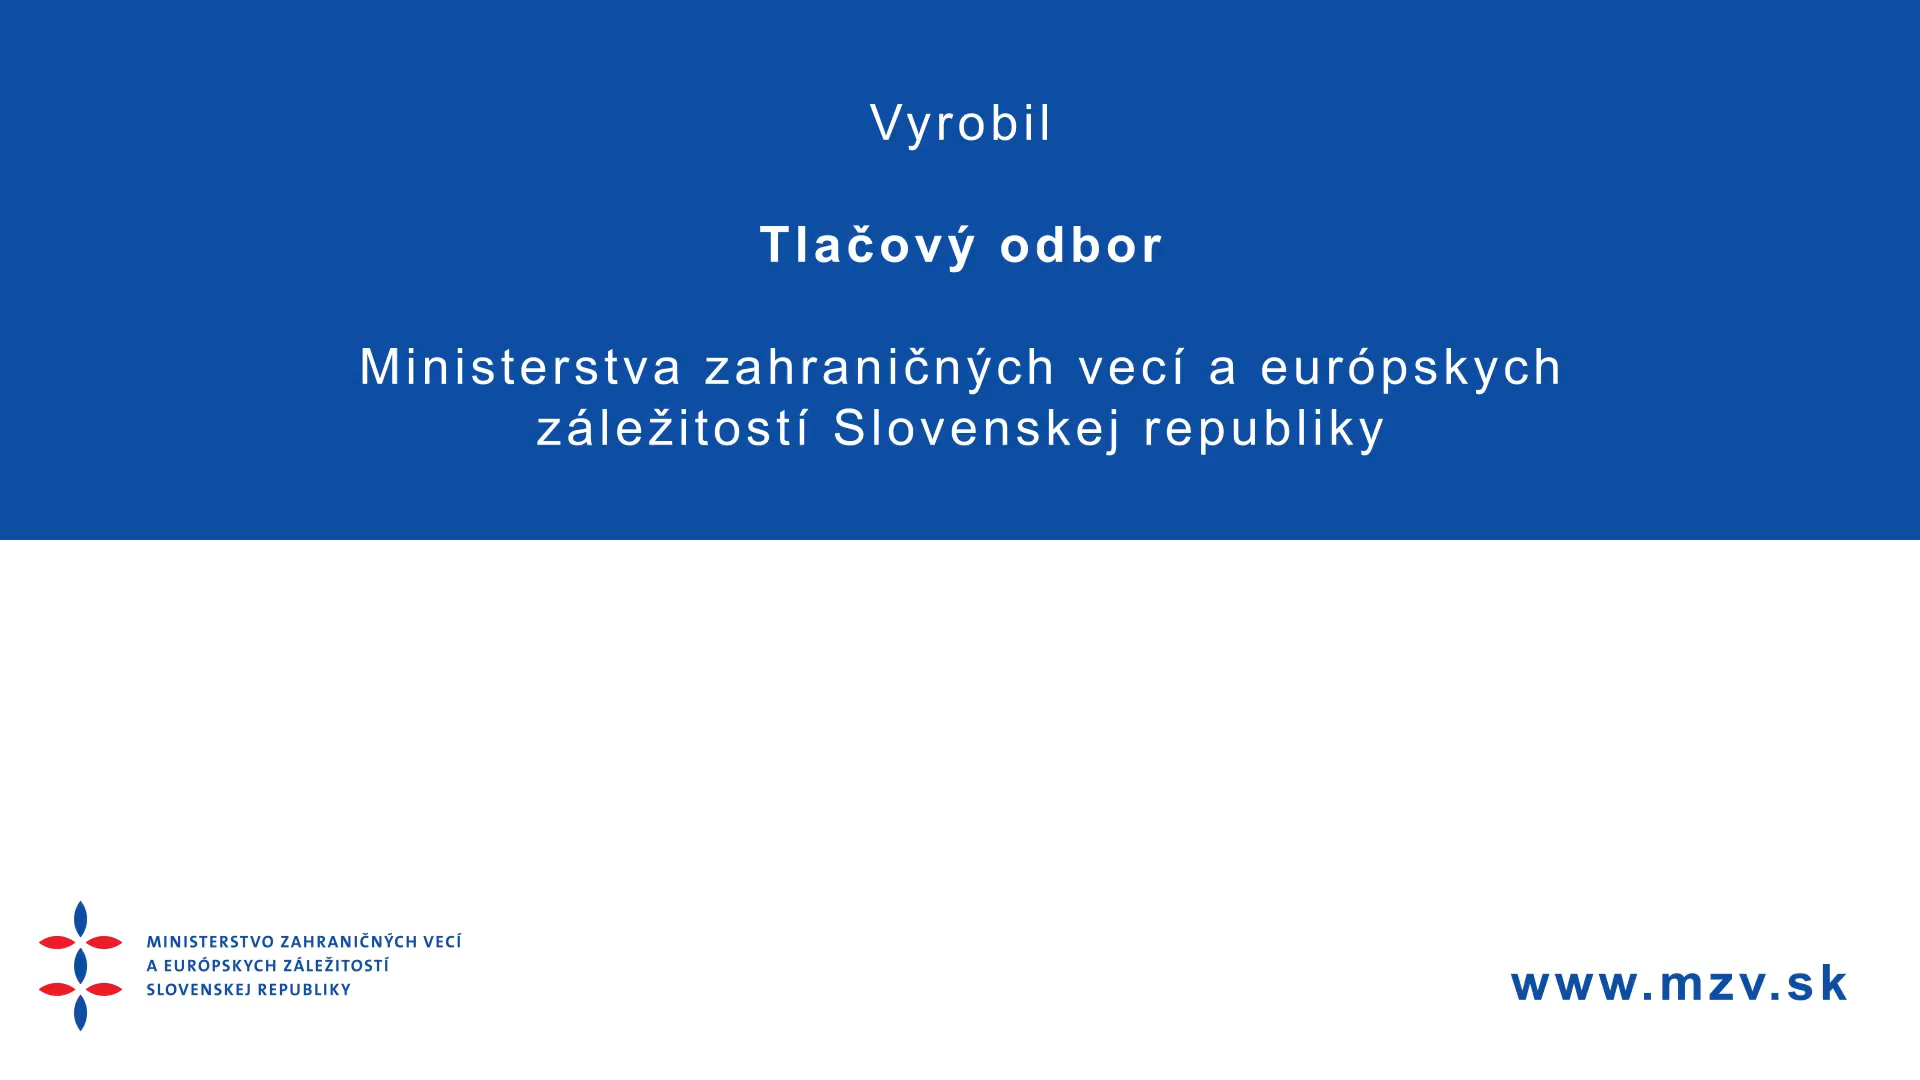 Vyrobil
Tlačový odbor
Ministerstva zahraničných vecí a európskych
záležitostí Slovenskej republiky
MINISTERSTVO ZAHRANIČNÝCH VECÍ
A EURÓPSKYCH ZÁLEŽITOSTÍ
SLOVENSKEJ REPUBLIKY
www.mzv.sk